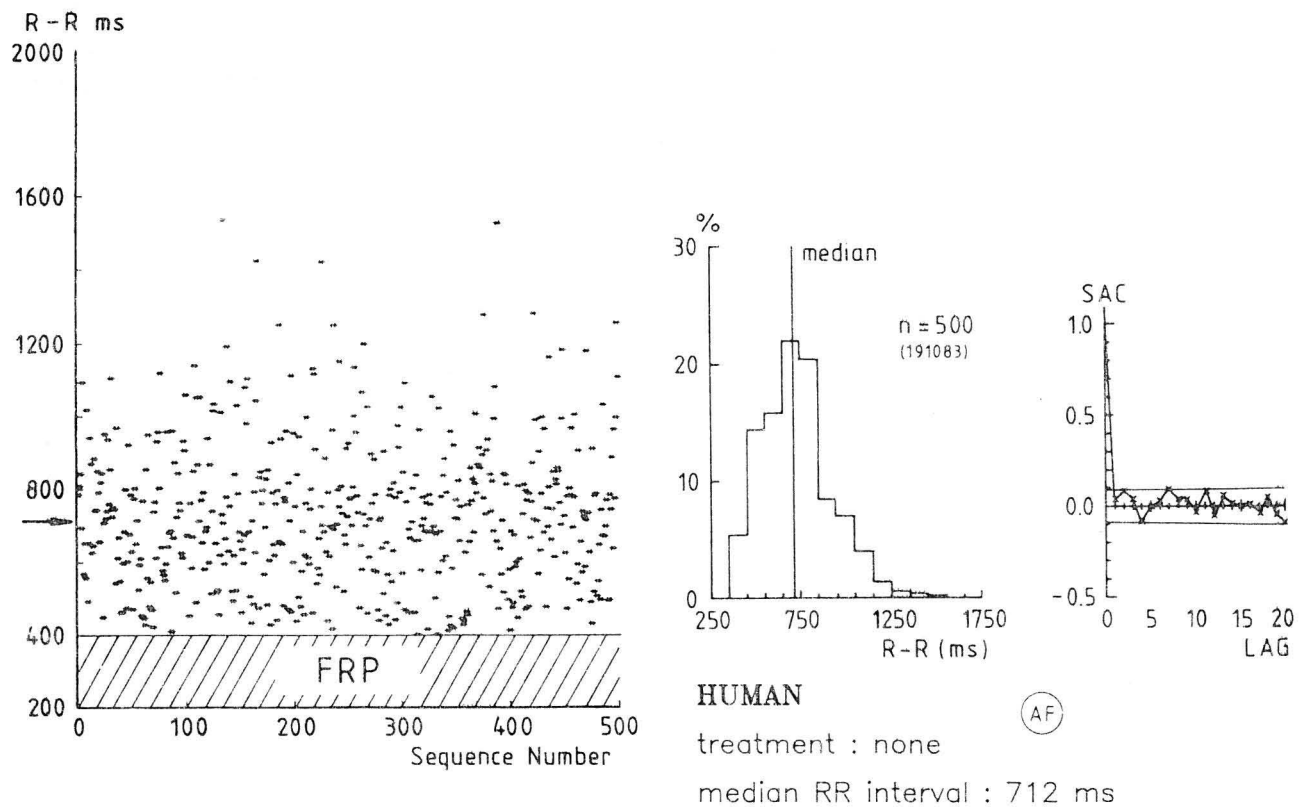 R-R ms
2000
1600
1200
800
400
200
FRP
0 100 200 300 400 500
Sequence Number
%
30
20
10
0
median
n = 500
(191083)
250 750 1250 1750
R-R (ms)
SAC
1.0
0.5
0.0
-0.5
0 5 10 15 20
LAG
HUMAN
AF
treatment : none
median RR interval : 712 ms